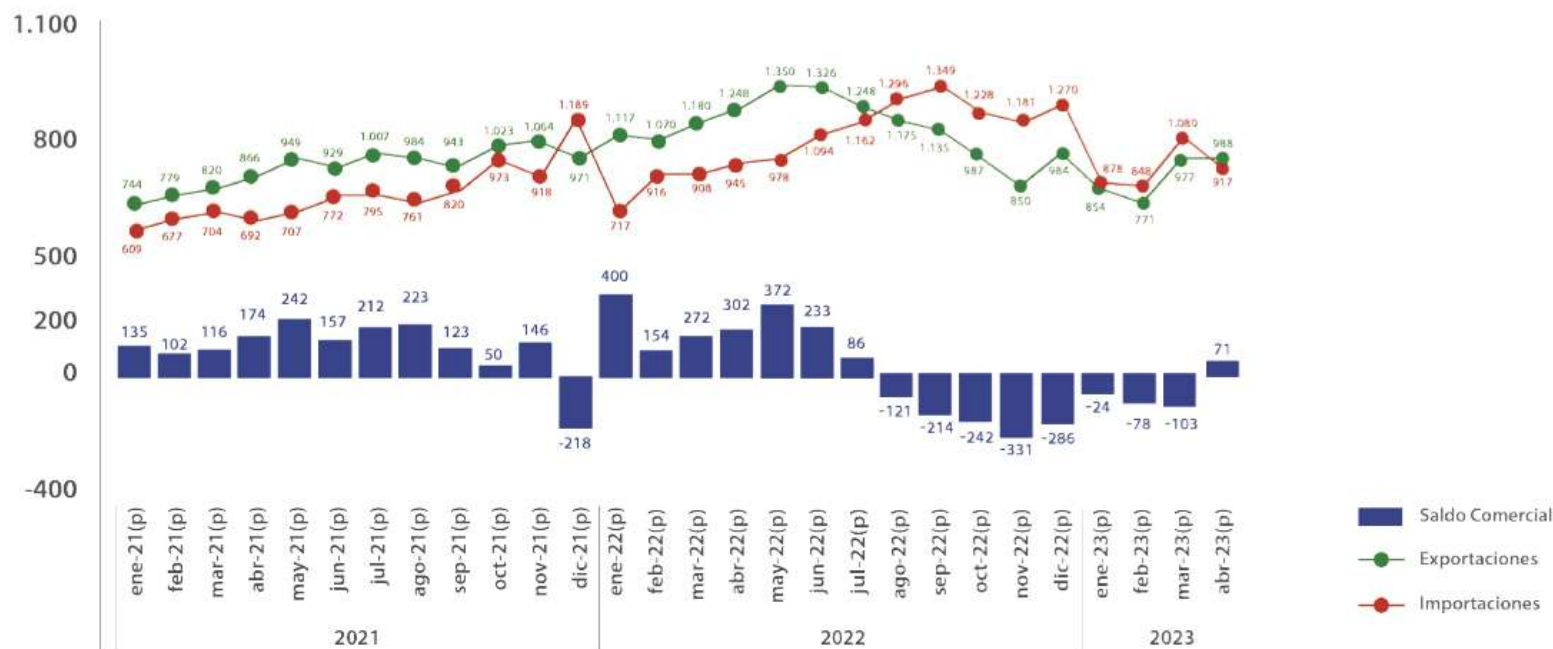 1.100
800
500
200
0
-400
744 779 820 866 949 929 1.007 984 943 1.023 1.064 971 1.117 1.070 1.180 1.248 1.350 1.326 1.248 1.175 1.135 987 850 984 854 771 977 988
609 677 704 692 707 772 795 761 820 973 918 1.189 717 916 908 945 978 1.094 1.162 1.296 1.349 1.228 1.181 1.270 878 848 1.080 917
135 102 116 174 242 157 212 223 123 50 146 -218 400 154 272 302 372 233 86 -121 -214 -242 -331 -286 -24 -78 -103 71
ene-21(p)
feb-21(p)
mar-21(p)
abr-21(p)
may-21(p)
jun-21(p)
jul-21(p)
ago-21(p)
sep-21(p)
oct-21(p)
nov-21(p)
dic-21(p)
ene-22(p)
feb-22(p)
mar-22(p)
abr-22(p)
may-22(p)
jun-22(p)
jul-22(p)
ago-22(p)
sep-22(p)
oct-22(p)
nov-22(p)
dic-22(p)
ene-23(p)
feb-23(p)
mar-23(p)
abr-23(p)
2021
2022
2023
Saldo Comercial
Exportaciones
Importaciones